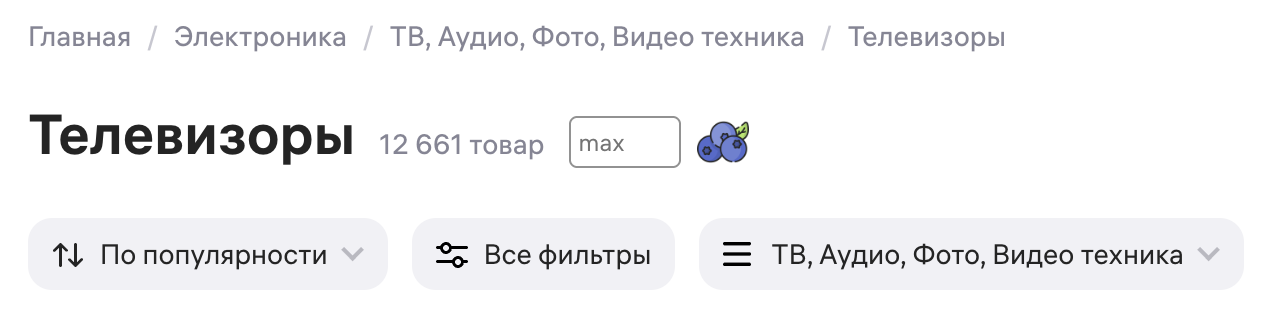 Главная / Электроника / ТВ, Аудио, Фото, Видео техника / Телевизоры
Телевизоры 12 661 товар max
По популярности Все фильтры ТВ, Аудио, Фото, Видео техника